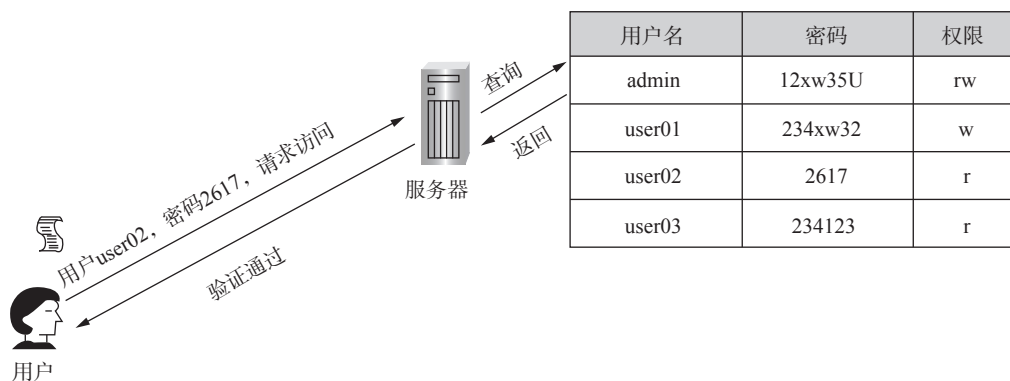 用户名 密码 权限
admin 12xw35U rw
user01 234xw32 w
user02 2617 r
user03 234123 r
查询
返回
服务器
用户user02，密码2617，请求访问
验证通过
用户